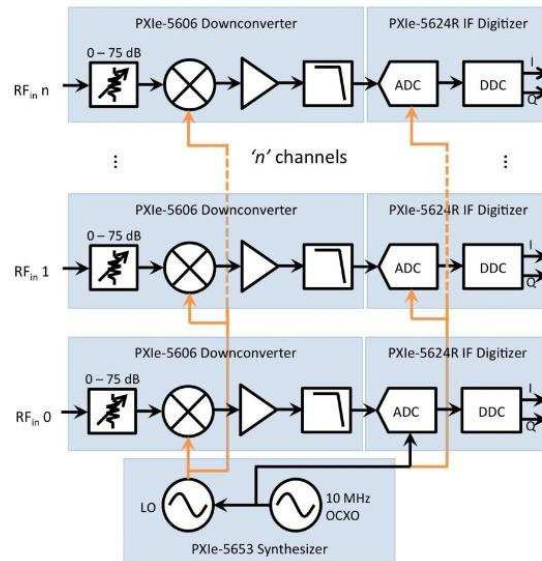 PXIe-5606 Downconverter PXIe-5624R IF Digitizer
0 – 75 dB
RFin n ADC DDC I
Q
⋮ 'n' channels ⋮
PXIe-5606 Downconverter PXIe-5624R IF Digitizer
0 – 75 dB
RFin 1 ADC DDC I
Q
PXIe-5606 Downconverter PXIe-5624R IF Digitizer
0 – 75 dB
RFin 0 ADC DDC I
Q
LO 10 MHz
OCXO
PXIe-5653 Synthesizer